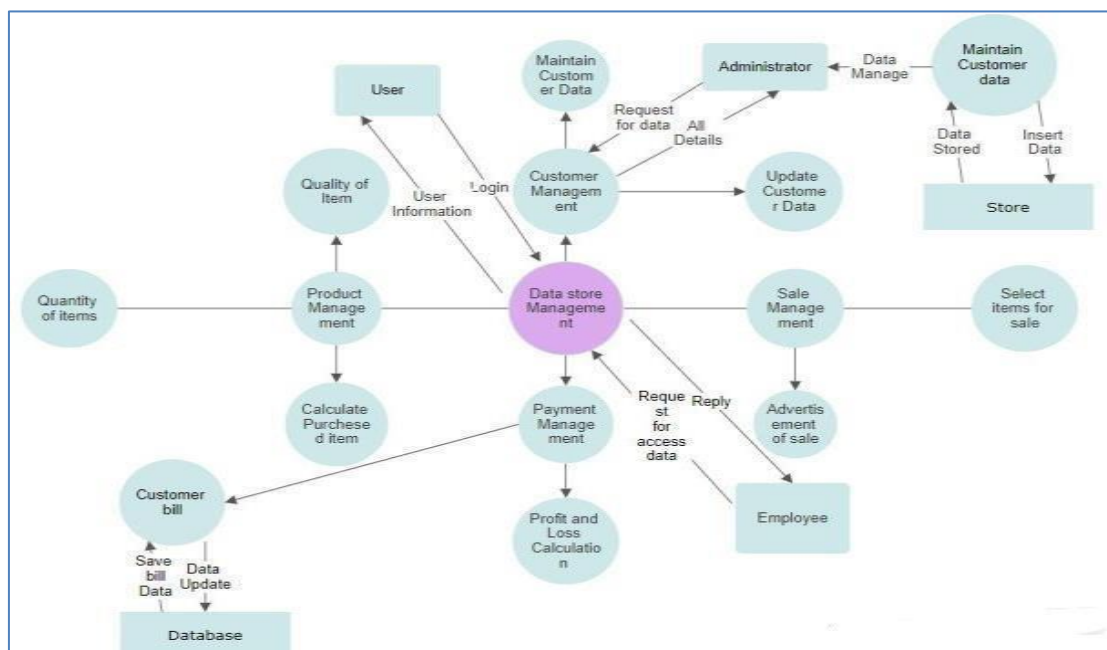 Maintain
Custom
er Data
Administrator
Data
Manage
Maintain
Customer
data
User
Request
for data
All
Details
Data
Stored
Insert
Data
Quality of
Item
User
Information
Login
Customer
Managem
ent
Update
Custome
r Data
Store
Quantity
of items
Product
Manage
ment
Data store
Manageme
nt
Sale
Manage
ment
Select
items for
sale
Calculate
Purchese
d item
Payment
Manage
ment
Reque
st
for
access
data
Reply
Advertis
ement
of sale
Customer
bill
Profit and
Loss
Calculatio
n
Employee
Save
bill
Data
Data
Update
Database